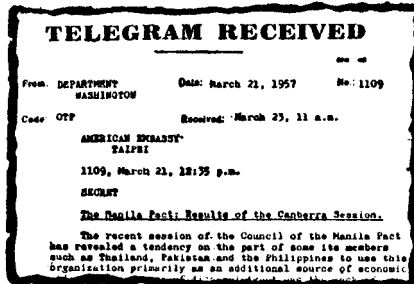 TELEGRAM RECEIVED
From: DEPARTMENT Date: March 21, 1957 No.: 1109
WASHINGTON
Code: OTP Received: March 23, 11 a.m.
AMERICAN EMBASSY
TAIPEI
1109, March 21, 12:35 p.m.
SECRET
The Manila Pact: Results of the Canberra Session.
The recent session of the Council of the Manila Pact
has revealed a tendency on the part of some its members
such as Thailand, Pakistan and the Philippines to use this
organization primarily as an additional source of economic